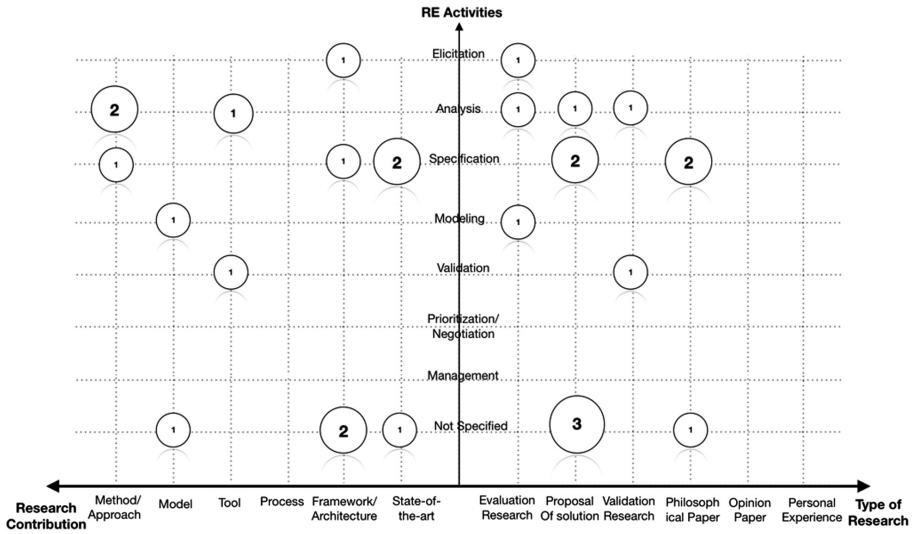 RE Activities
Elicitation
1
1
Analysis
2
1
1
1
1
Specification
1
1
2
2
2
Modeling
1
1
Validation
1
1
Prioritization/
Negotiation
Management
Not Specified
1
2
1
3
1
Research
Contribution
Method/
Approach
Model
Tool
Process
Framework/
Architecture
State-of-
the-art
Evaluation
Research
Proposal
Of solution
Validation
Research
Philosoph
ical Paper
Opinion
Paper
Personal
Experience
Type of
Research